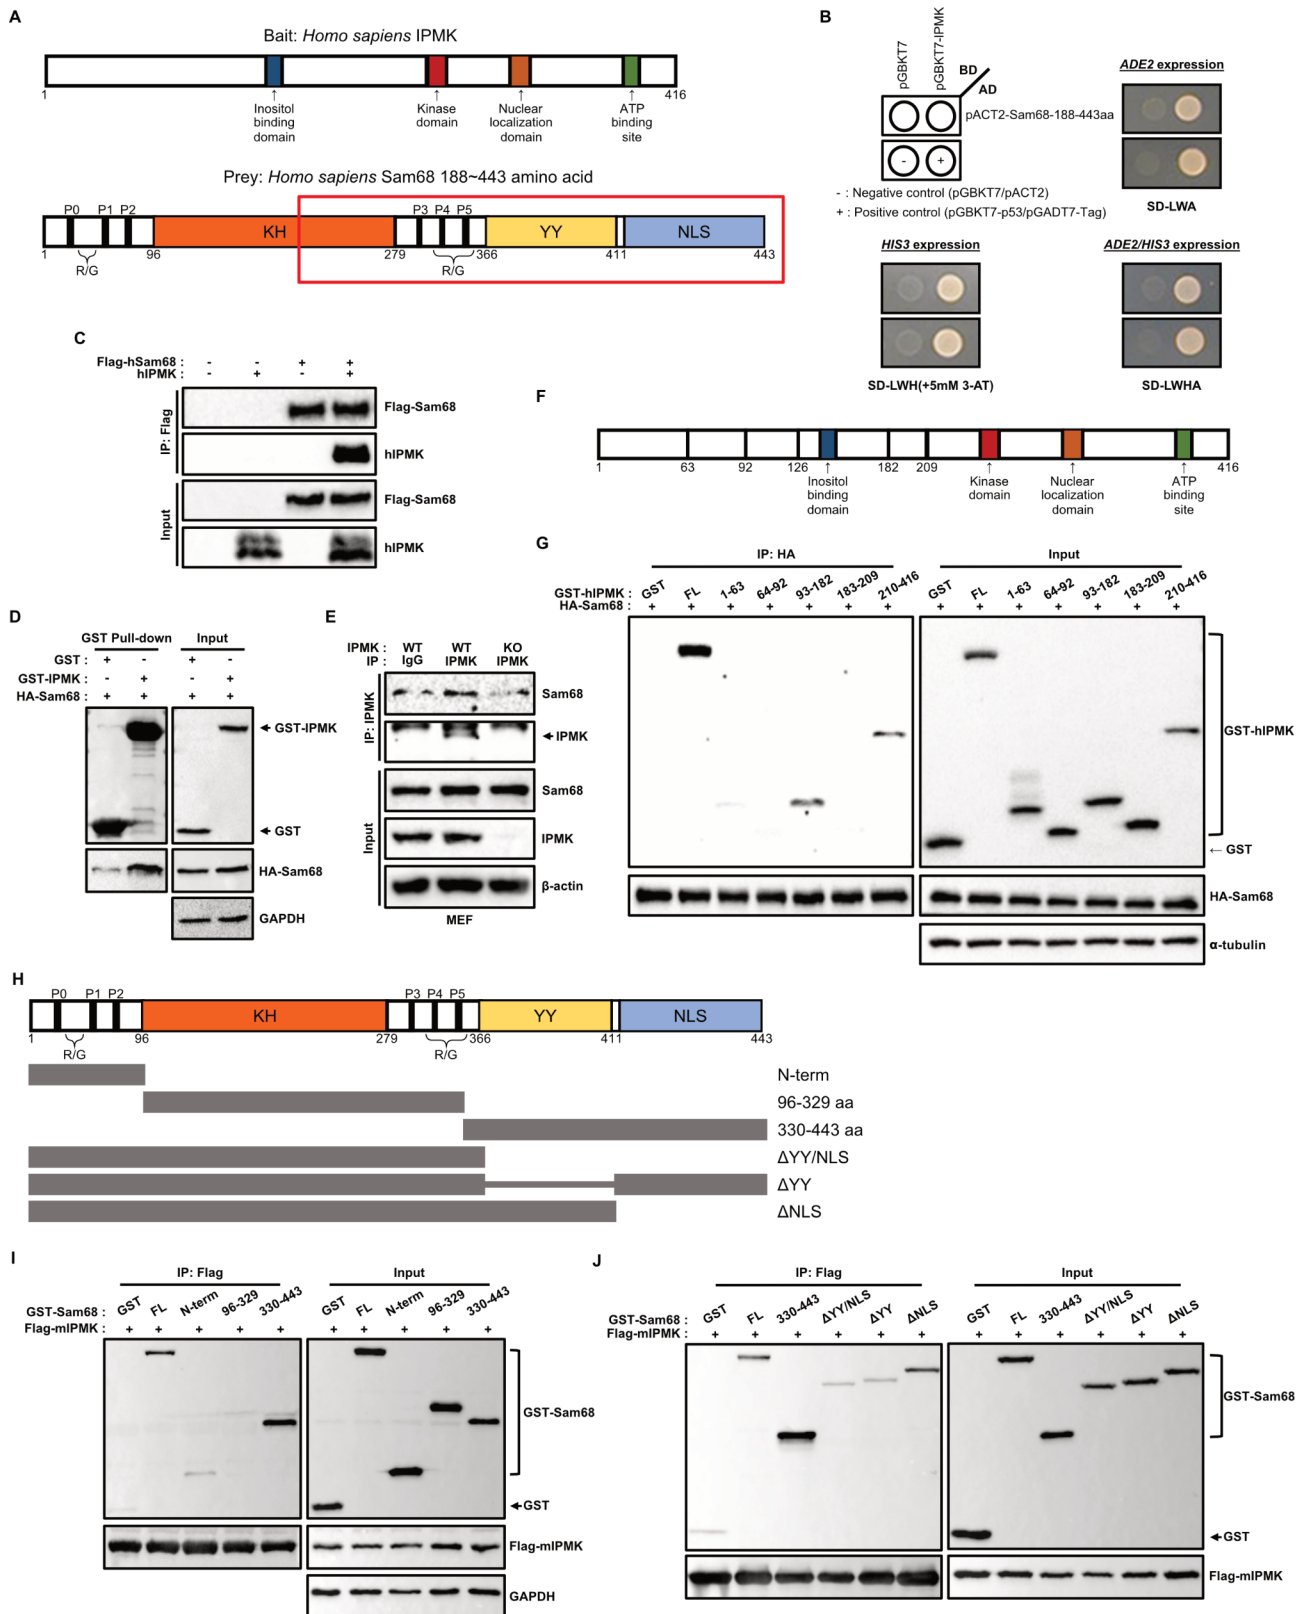 A
Bait: Homo sapiens IPMK
1 416
Inositol binding domain
Kinase domain
Nuclear localization domain
ATP binding site
Prey: Homo sapiens Sam68 188~443 amino acid
P0 P1 P2 P3 P4 P5
KH YY NLS
1 96 279 366 411 443
R/G R/G
B
pGBKT7
pGBKT7-IPMK
BD
AD
pACT2-Sam68-188-443aa
- +
- : Negative control (pGBKT7/pACT2)
+ : Positive control (pGBKT7-p53/pGADT7-Tag)
ADE2 expression
SD-LWA
HIS3 expression
SD-LWH(+5mM 3-AT)
ADE2/HIS3 expression
SD-LWHA
C
Flag-hSam68 : - - + +
hIPMK : - + - +
IP: Flag
Flag-Sam68
hIPMK
Input
Flag-Sam68
hIPMK
D
GST Pull-down Input
GST : + - + -
GST-IPMK : - + - +
HA-Sam68 : + + + +
GST-IPMK
GST
HA-Sam68
GAPDH
E
IPMK : WT WT KO
IP : IgG IPMK IPMK
IP: IPMK
Sam68
IPMK
Input
Sam68
IPMK
β-actin
MEF
F
1 63 92 126 182 209 416
Inositol binding domain
Kinase domain
Nuclear localization domain
ATP binding site
G
IP: HA Input
GST-hIPMK : GST FL 1-63 64-92 93-182 183-209 210-416 GST FL 1-63 64-92 93-182 183-209 210-416
HA-Sam68 : + + + + + + + + + + + + + +
GST-hIPMK
← GST
HA-Sam68
α-tubulin
H
P0 P1 P2 P3 P4 P5
KH YY NLS
1 96 279 366 411 443
R/G R/G
N-term
96-329 aa
330-443 aa
ΔYY/NLS
ΔYY
ΔNLS
I
IP: Flag Input
GST-Sam68 : GST FL N-term 96-329 330-443 GST FL N-term 96-329 330-443
Flag-mIPMK : + + + + + + + + + +
GST-Sam68
GST
Flag-mIPMK
GAPDH
J
IP: Flag Input
GST-Sam68 : GST FL 330-443 ΔYY/NLS ΔYY ΔNLS GST FL 330-443 ΔYY/NLS ΔYY ΔNLS
Flag-mIPMK : + + + + + + + + + + + +
GST-Sam68
GST
Flag-mIPMK